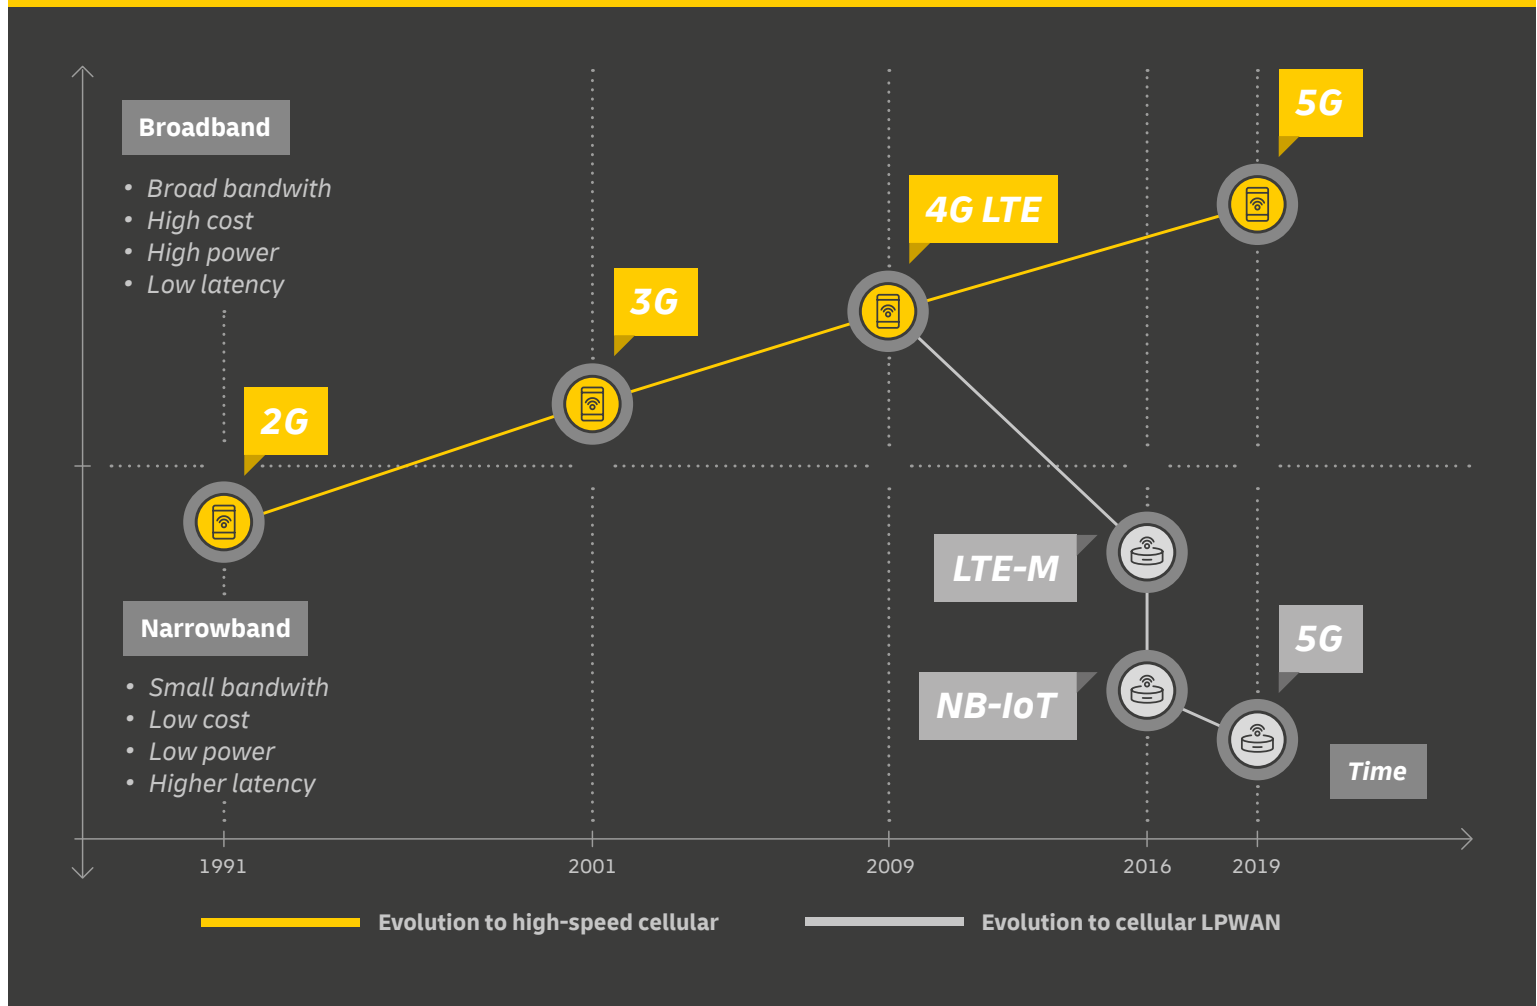 Broadband
• Broad bandwith
• High cost
• High power
• Low latency
5G
4G LTE
3G
2G
Narrowband
• Small bandwith
• Low cost
• Low power
• Higher latency
LTE-M
NB-IoT
5G
Time
1991
2001
2009
2016
2019
Evolution to high-speed cellular
Evolution to cellular LPWAN